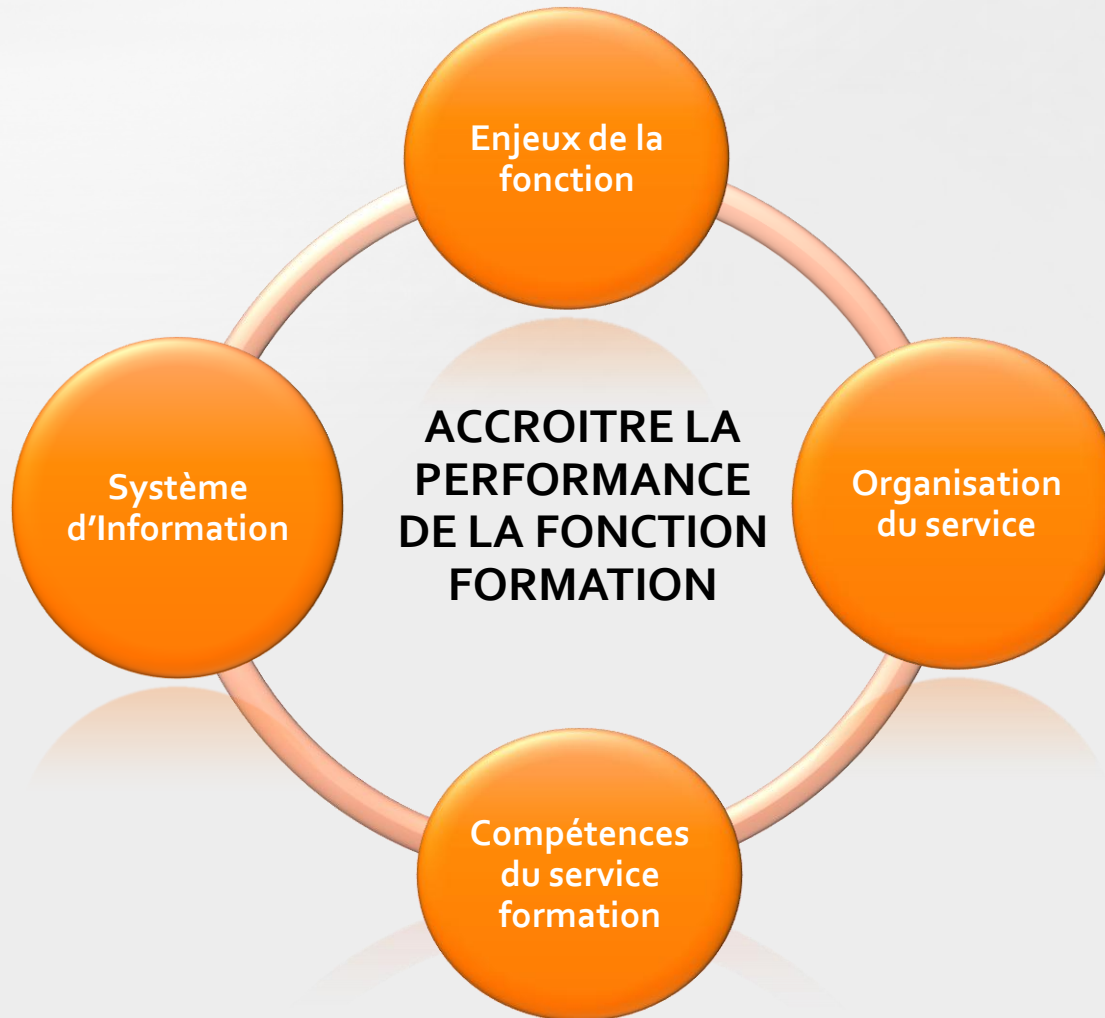 Enjeux de la
fonction
ACCROITRE LA
PERFORMANCE
DE LA FONCTION
FORMATION
Système
d’Information
Organisation
du service
Compétences
du service
formation